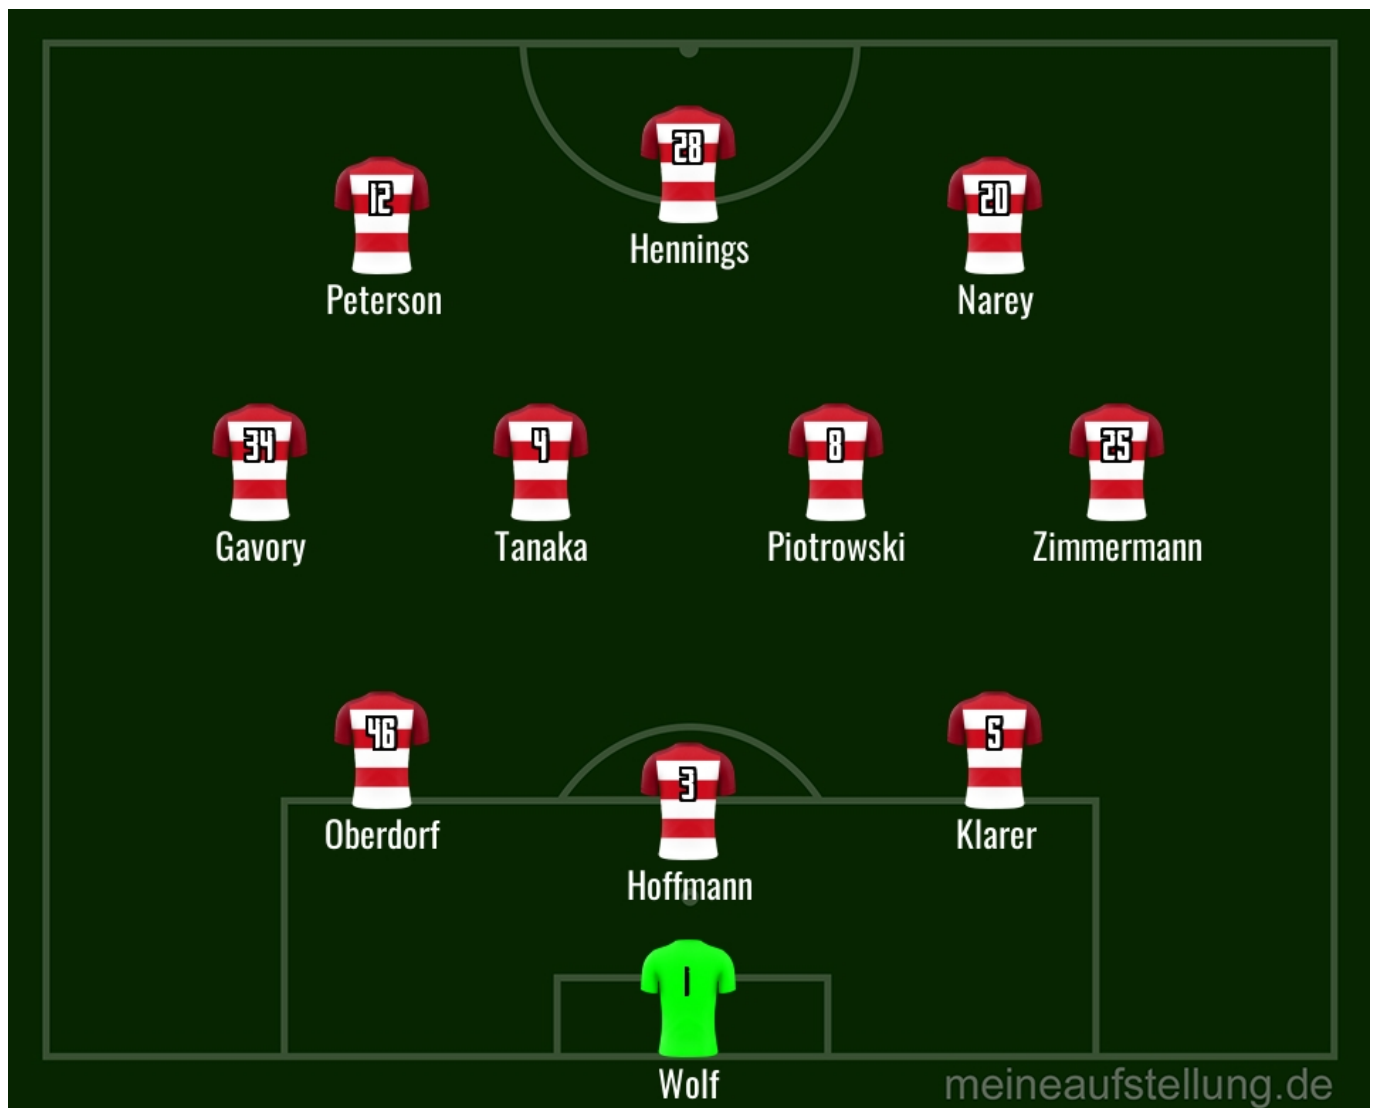 28
Hennings
12
Peterson
20
Narey
34
Gavory
4
Tanaka
8
Piotrowski
25
Zimmermann
46
Oberdorf
5
Klarer
3
Hoffmann
1
Wolf
meineaufstellung.de